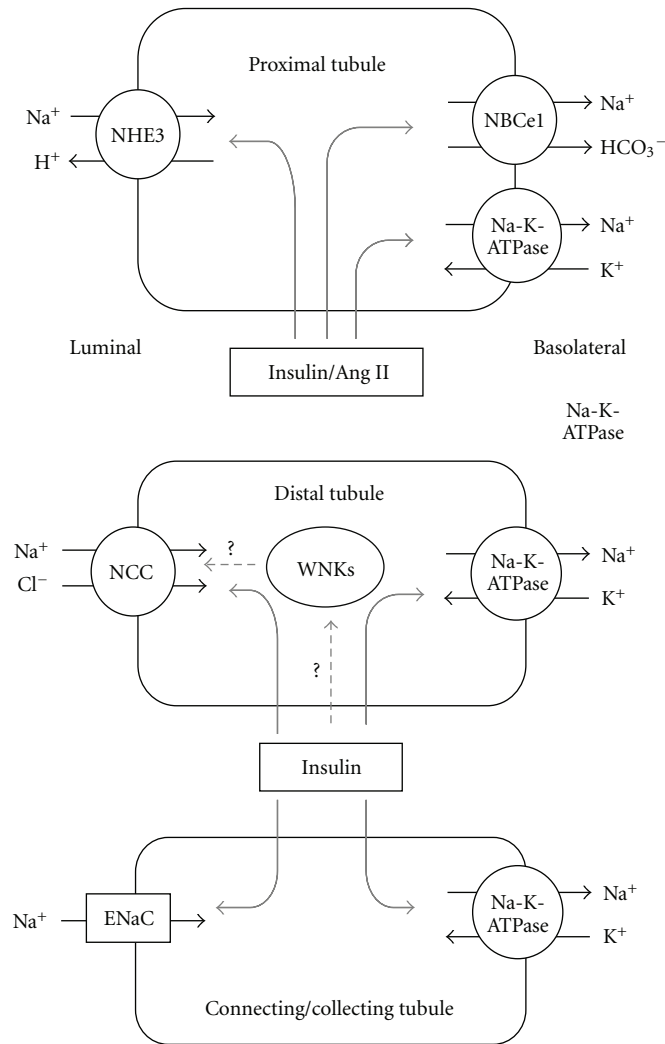 Proximal tubule
Na⁺
H⁺
NHE3
NBCe1
Na⁺
HCO₃⁻
Na-K-
ATPase
Na⁺
K⁺
Luminal
Insulin/Ang II
Basolateral
Na-K-
ATPase
Distal tubule
Na⁺
Cl⁻
NCC
?
WNKs
?
Na-K-
ATPase
Na⁺
K⁺
Insulin
Na⁺
ENaC
Na-K-
ATPase
Na⁺
K⁺
Connecting/collecting tubule